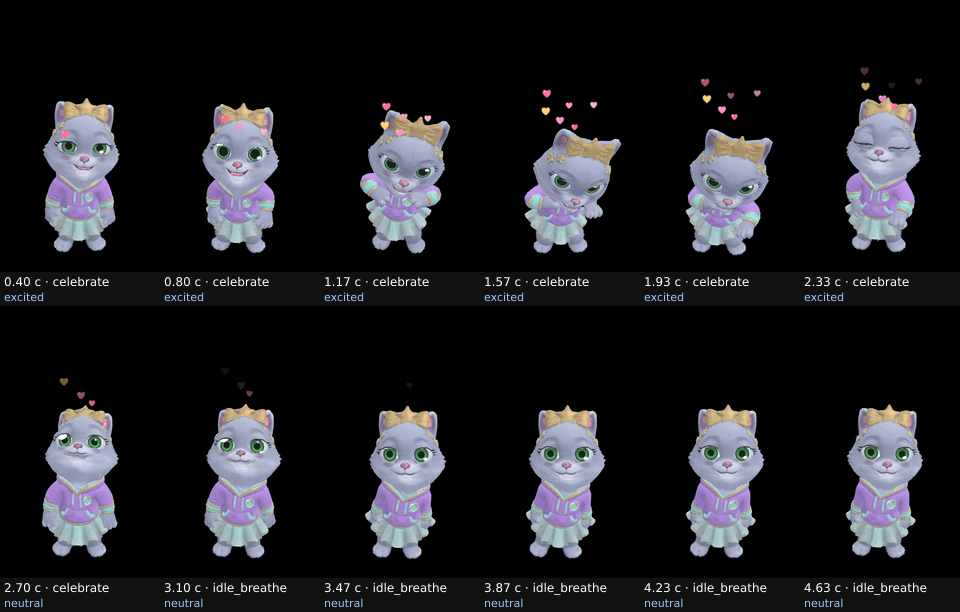 0.40 с · celebrate
excited
0.80 с · celebrate
excited
1.17 с · celebrate
excited
1.57 с · celebrate
excited
1.93 с · celebrate
excited
2.33 с · celebrate
excited
2.70 с · celebrate
neutral
3.10 с · idle_breathe
neutral
3.47 с · idle_breathe
neutral
3.87 с · idle_breathe
neutral
4.23 с · idle_breathe
neutral
4.63 с · idle_breathe
neutral